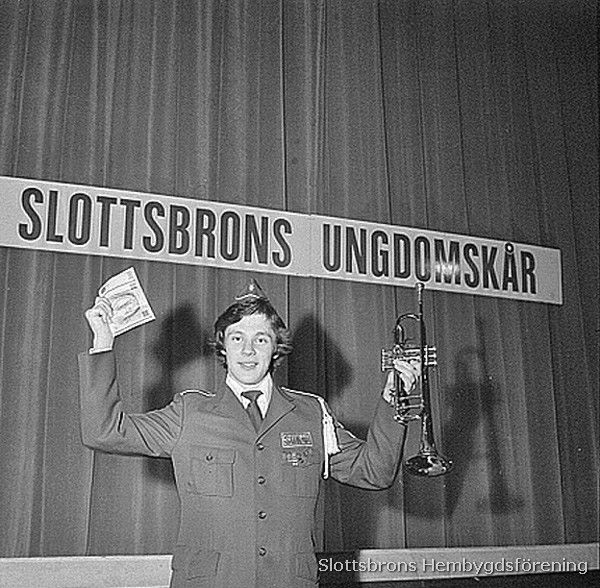 SLOTTSBRONS UNGDOMSKÅR
Slottsbrons Hembygdsförening